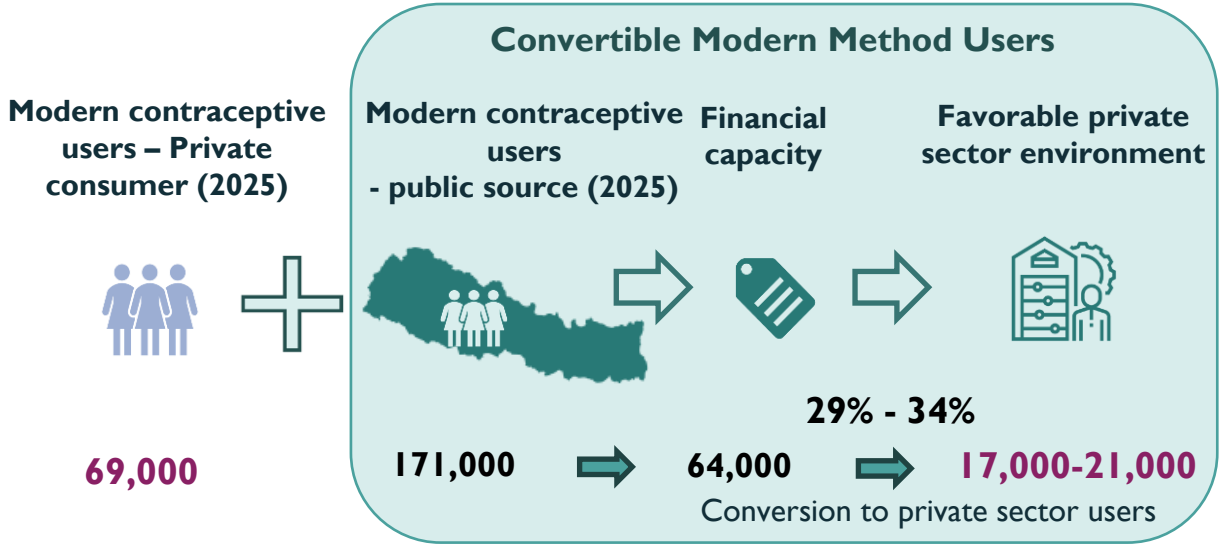 Convertible Modern Method Users
Modern contraceptive
users – Private
consumer (2025)
Modern contraceptive
users
- public source (2025)
Financial
capacity
Favorable private
sector environment
29% - 34%
69,000
171,000
64,000
17,000-21,000
Conversion to private sector users